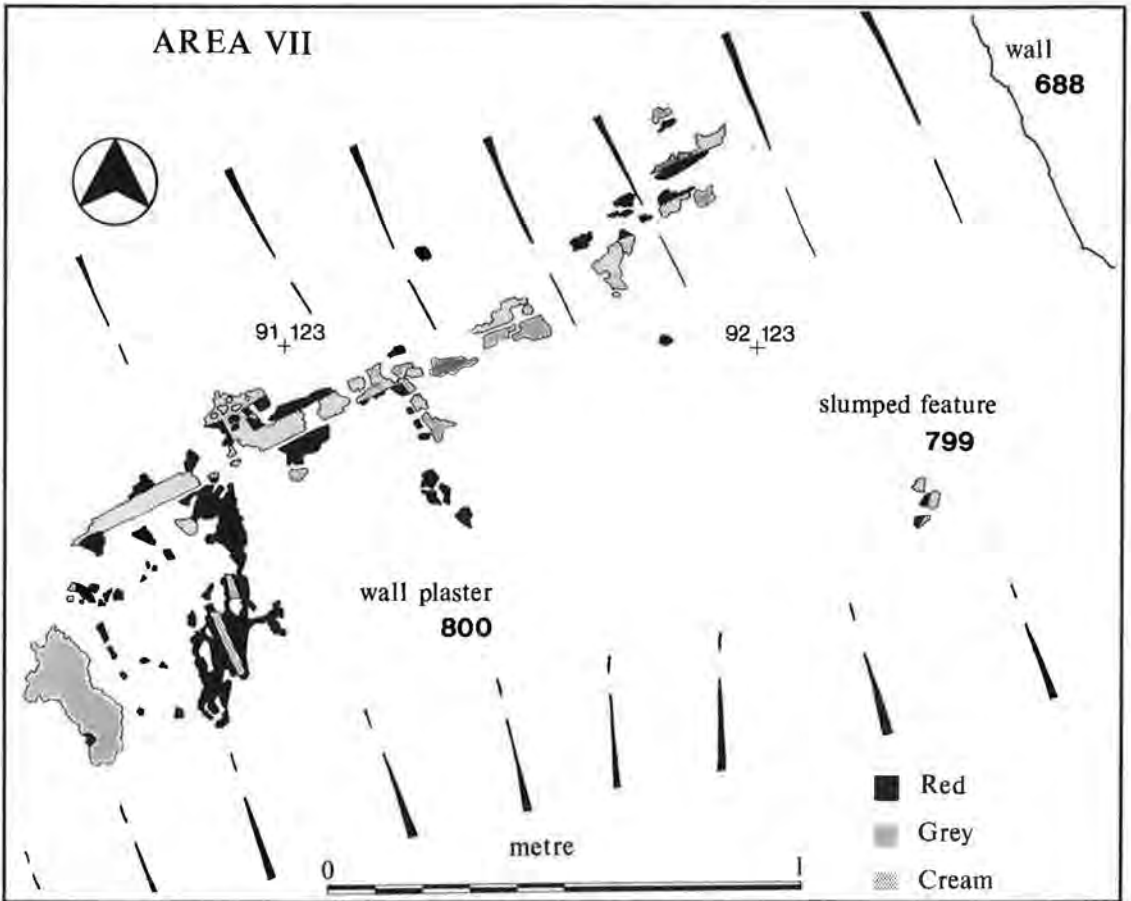 AREA VII
wall
688
91 123
92 123
slumped feature
799
wall plaster
800
Red
Grey
Cream
metre
0 1